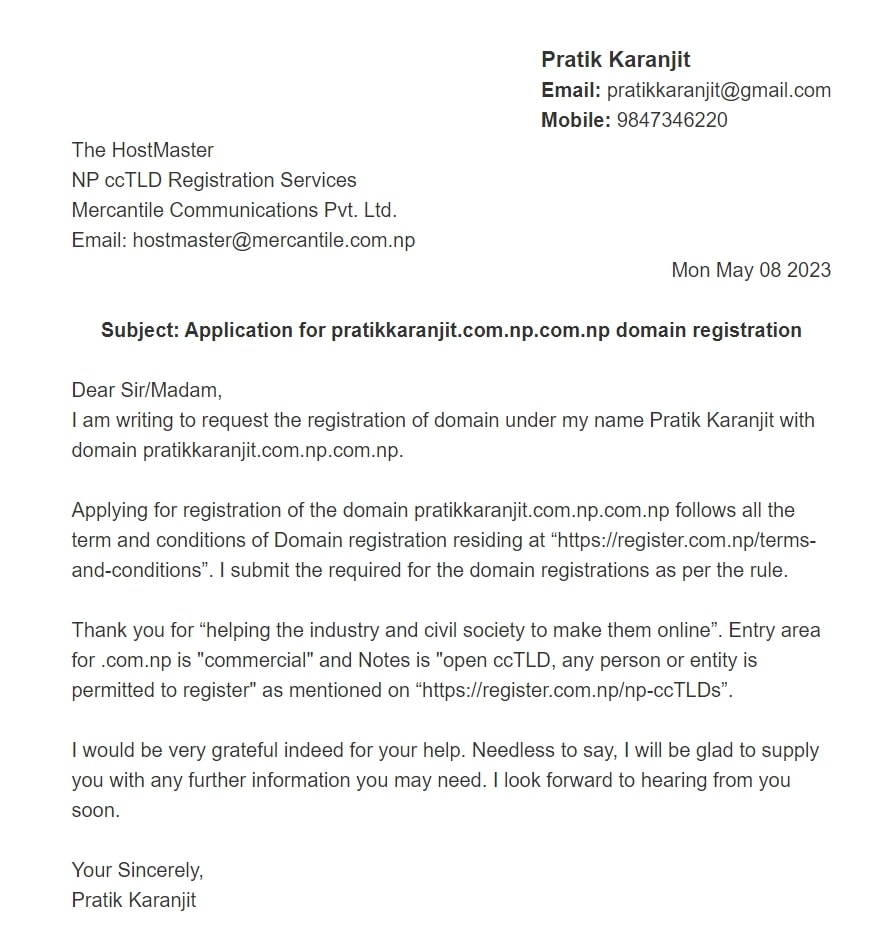 Pratik Karanjit
Email: pratikkaranjit@gmail.com
Mobile: 9847346220
The HostMaster
NP ccTLD Registration Services
Mercantile Communications Pvt. Ltd.
Email: hostmaster@mercantile.com.np
Mon May 08 2023
Subject: Application for pratikkaranjit.com.np.com.np domain registration
Dear Sir/Madam,
I am writing to request the registration of domain under my name Pratik Karanjit with
domain pratikkaranjit.com.np.com.np.
Applying for registration of the domain pratikkaranjit.com.np.com.np follows all the
term and conditions of Domain registration residing at “https://register.com.np/terms-
and-conditions”. I submit the required for the domain registrations as per the rule.
Thank you for “helping the industry and civil society to make them online”. Entry area
for .com.np is "commercial" and Notes is "open ccTLD, any person or entity is
permitted to register" as mentioned on “https://register.com.np/np-ccTLDs”.
I would be very grateful indeed for your help. Needless to say, I will be glad to supply
you with any further information you may need. I look forward to hearing from you
soon.
Your Sincerely,
Pratik Karanjit